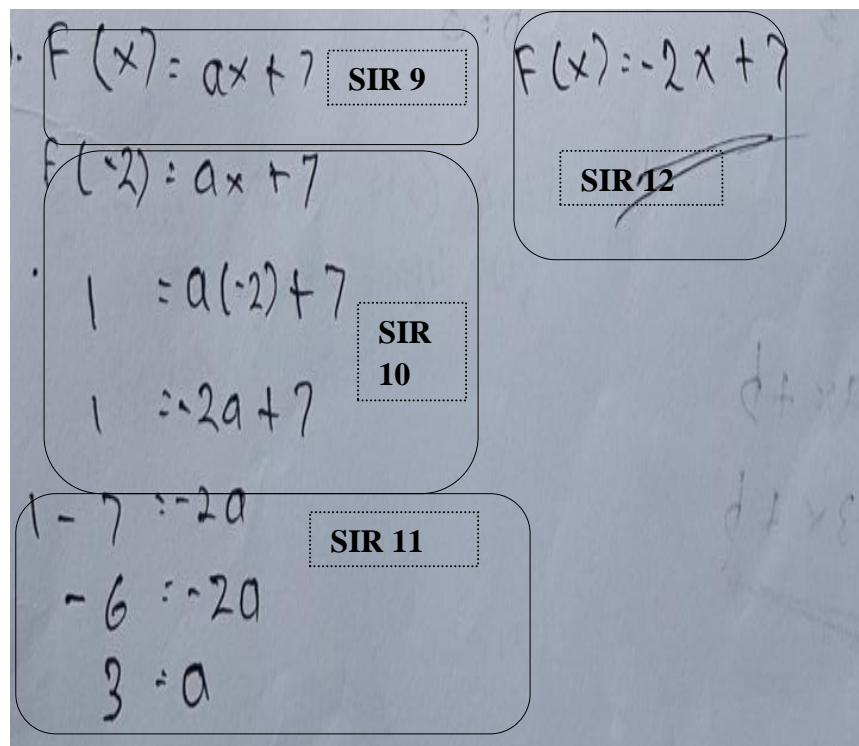 F(x) = ax + 7
SIR 9
F(-2) = ax + 7
1 = a(-2) + 7
SIR
10
1 = -2a + 7
1 - 7 = -2a
SIR 11
-6 = -2a
3 = a
F(x) = -2x + 7
SIR 12